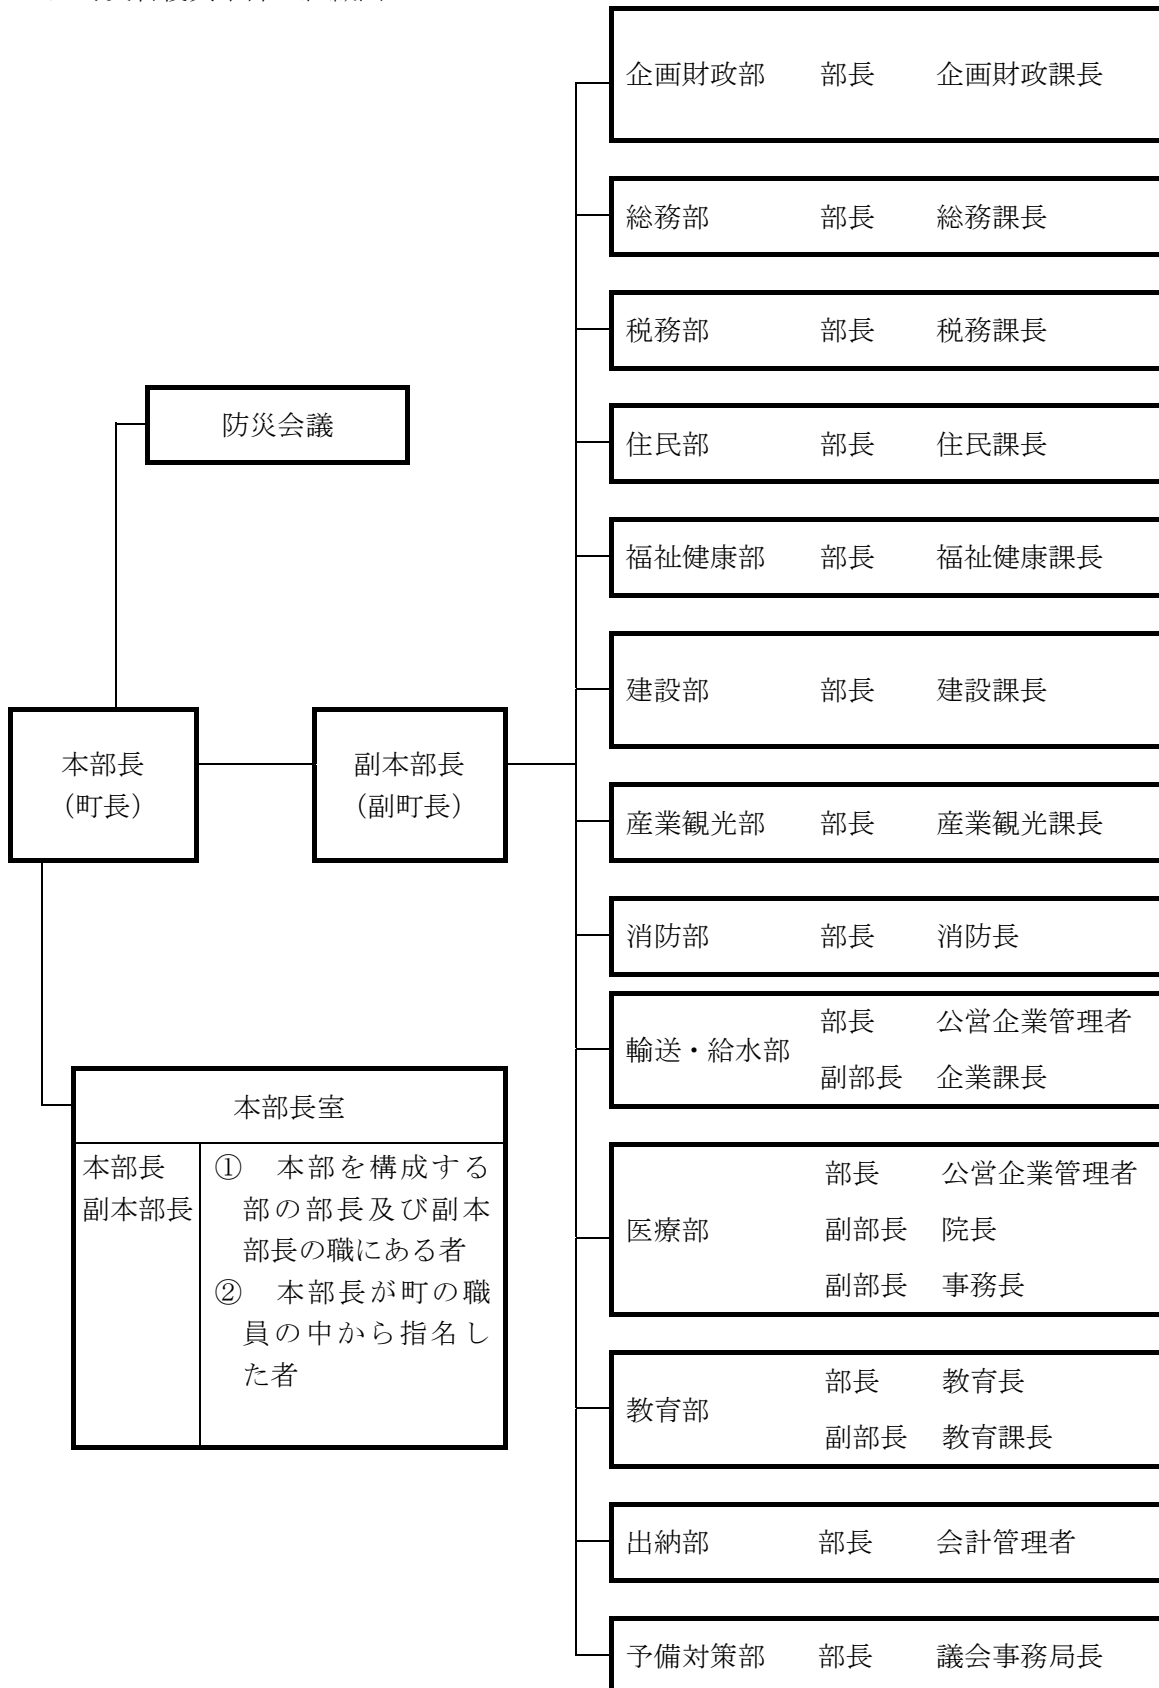 企画財政部 部長 企画財政課長
総務部 部長 総務課長
税務部 部長 税務課長
防災会議
住民部 部長 住民課長
福祉健康部 部長 福祉健康課長
建設部 部長 建設課長
本部長
(町長)
副本部長
(副町長)
産業観光部 部長 産業観光課長
消防部 部長 消防長
輸送・給水部
部長 公営企業管理者
副部長 企業課長
本部長室
本部長
副本部長
① 本部を構成する
部の部長及び副本
部長の職にある者
② 本部長が町の職
員の中から指名し
た者
医療部
部長 公営企業管理者
副部長 院長
副部長 事務長
教育部
部長 教育長
副部長 教育課長
出納部 部長 会計管理者
予備対策部 部長 議会事務局長